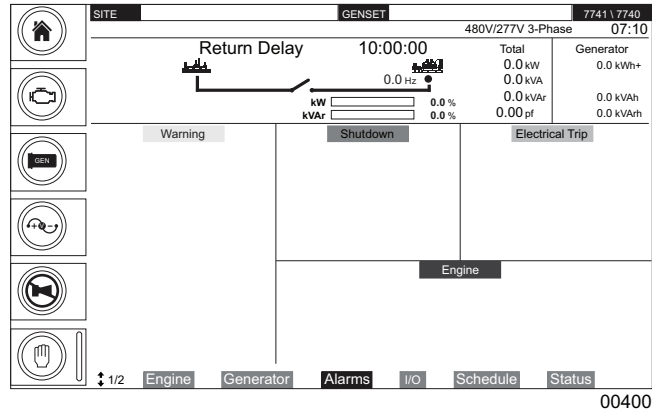 SITE GENSET 7741 \ 7740
480V/277V 3-Phase 07:10
Return Delay 10:00:00 Total Generator
0.0 kW 0.0 kWh+
0.0 Hz 0.0 kVA
kW 0.0 % 0.0 kVAr 0.0 kVAh
kVAr 0.0 % 0.00 pf 0.0 kVArh
Warning Shutdown Electrical Trip
GEN
Engine
1/2 Engine Generator Alarms I/O Schedule Status
00400